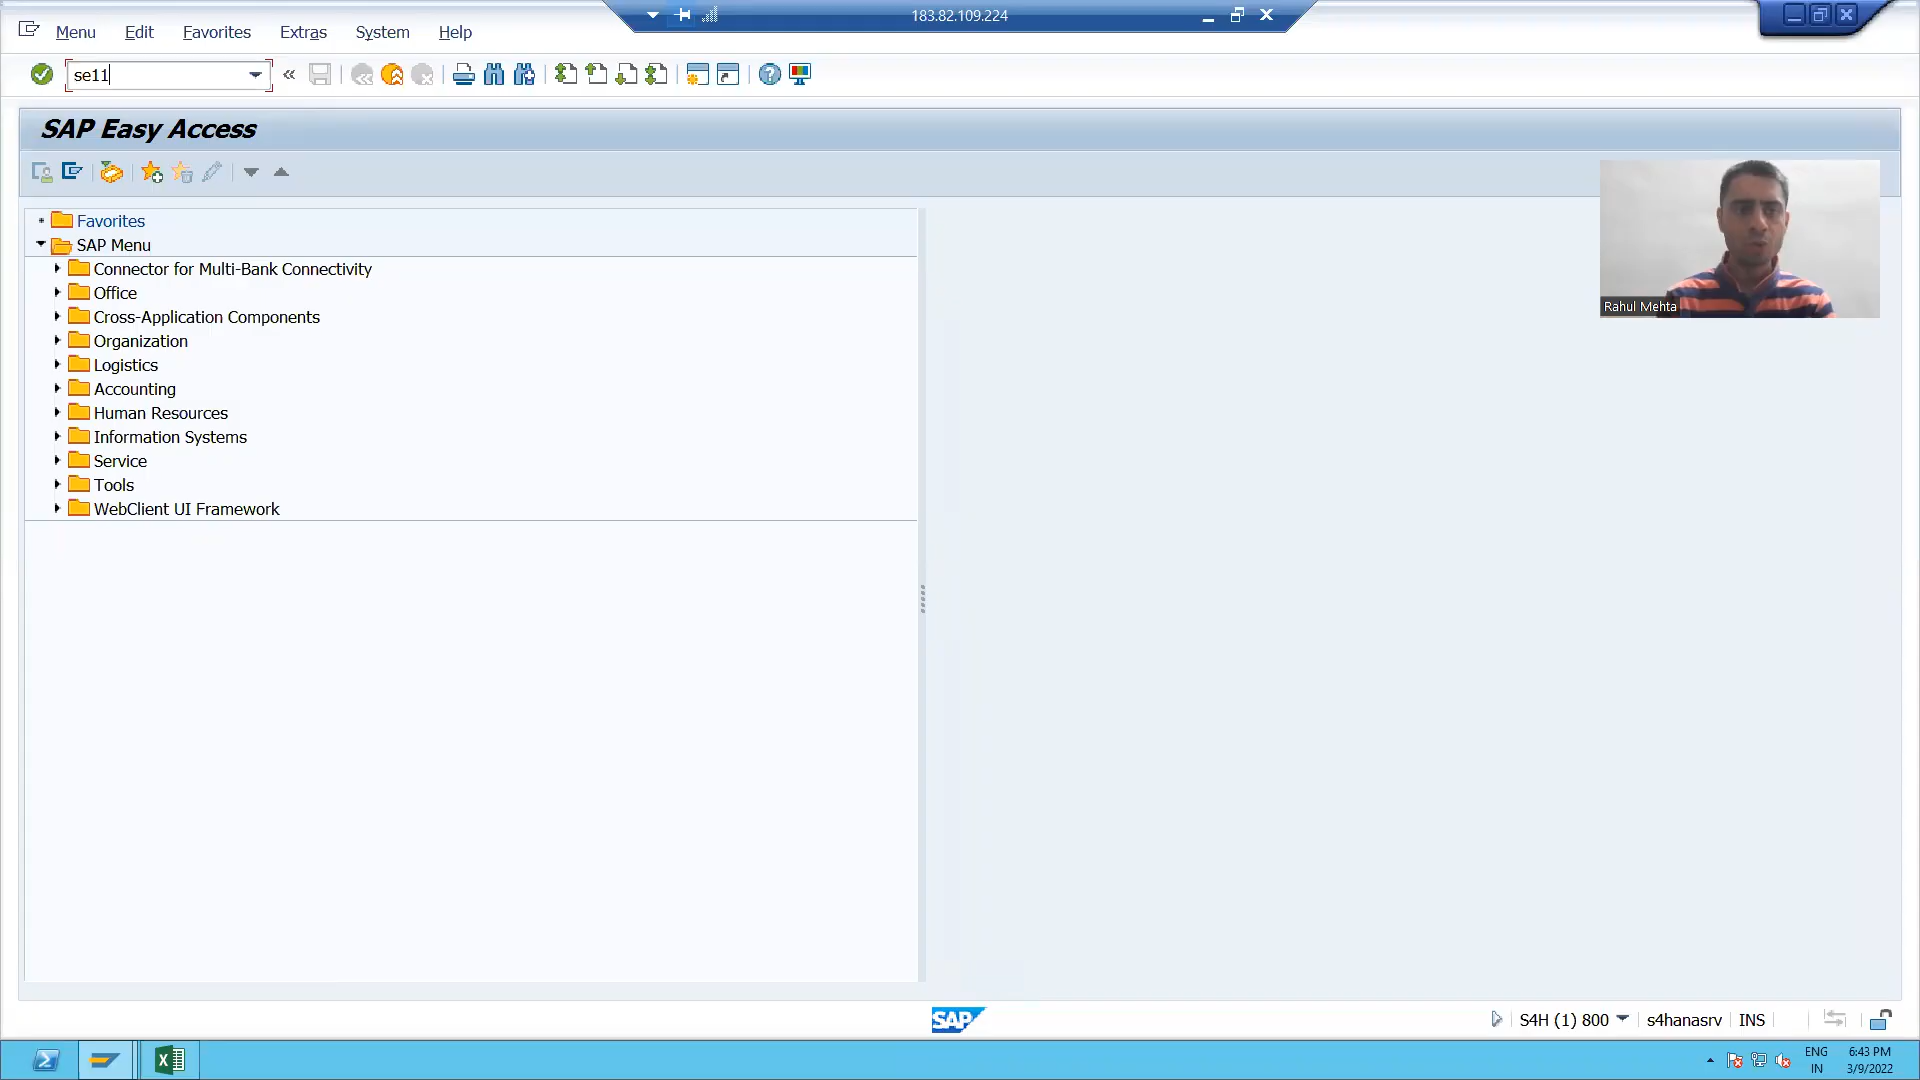 183.82.109.224
Menu Edit Favorites Extras System Help
se11
SAP Easy Access
Favorites
SAP Menu
Connector for Multi-Bank Connectivity
Office
Cross-Application Components
Organization
Logistics
Accounting
Human Resources
Information Systems
Service
Tools
WebClient UI Framework
Rahul Mehta
SAP
S4H (1) 800 s4hanasrv INS
ENG 6:43 PM
IN 3/9/2022